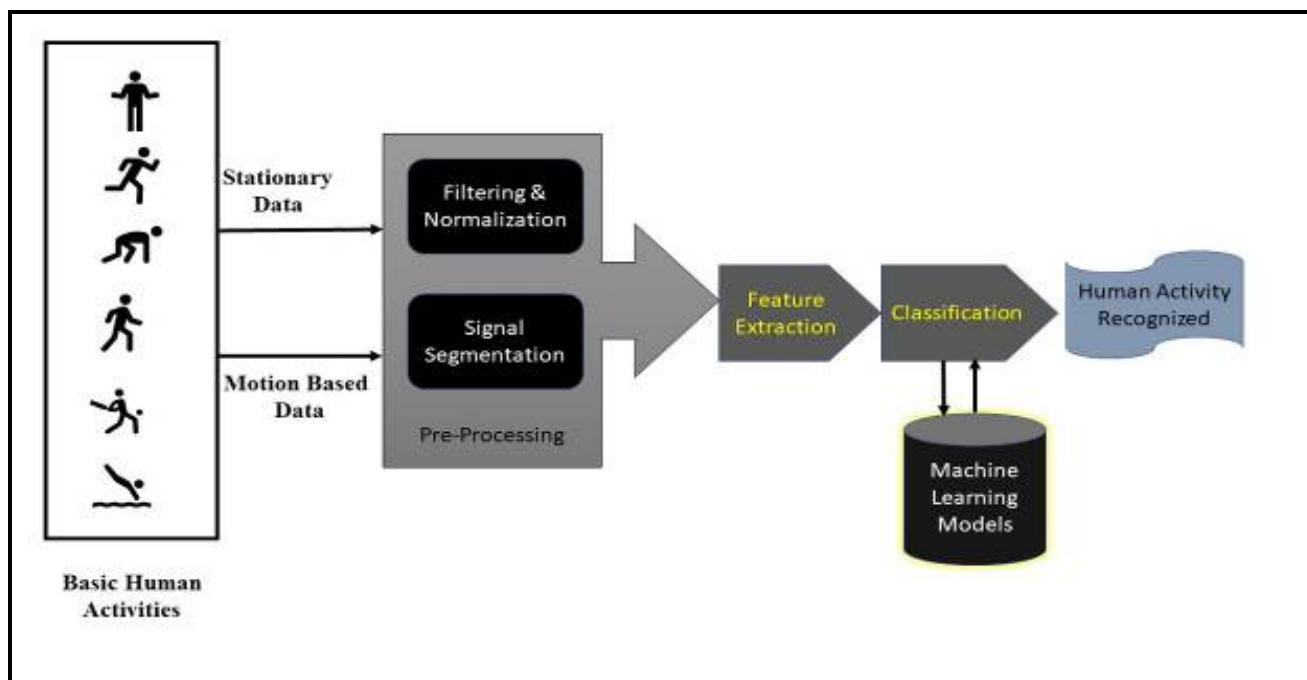 Stationary
Data
Motion Based
Data
Basic Human
Activities
Filtering &
Normalization
Signal
Segmentation
Pre-Processing
Feature
Extraction
Classification
Machine
Learning
Models
Human Activity
Recognized